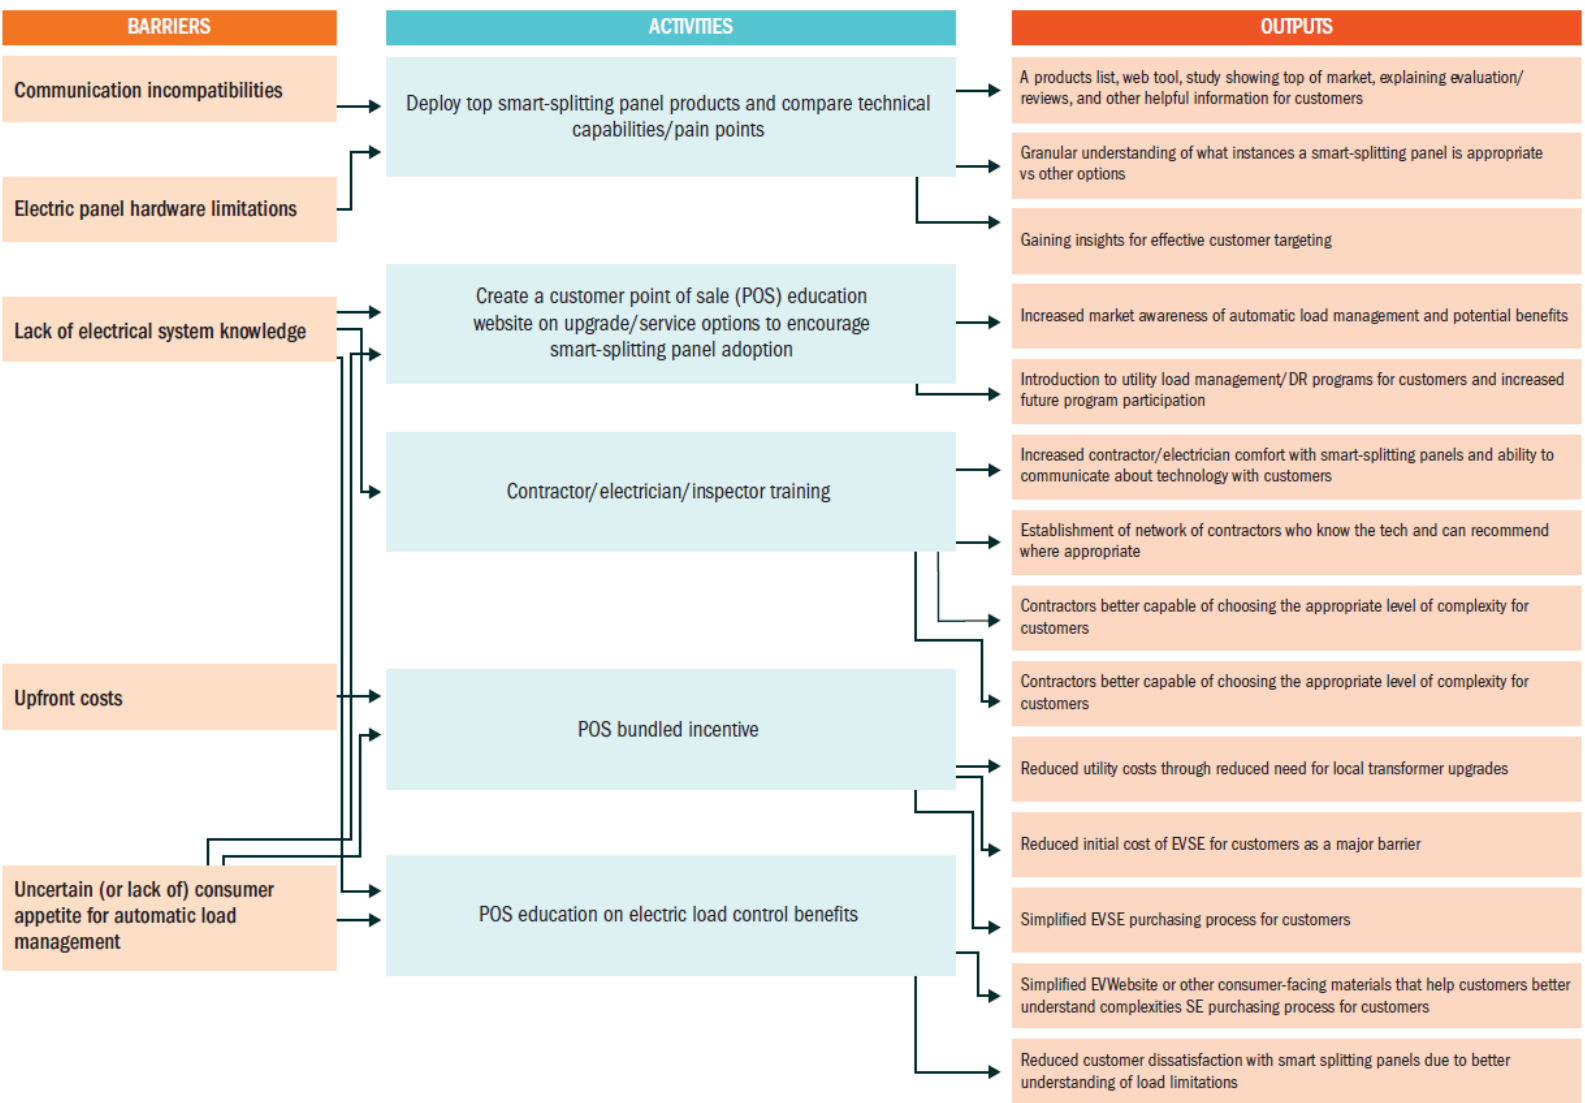 BARRIERS
Communication incompatibilities
Electric panel hardware limitations
Lack of electrical system knowledge
Upfront costs
Uncertain (or lack of) consumer
appetite for automatic load
management
ACTIVITIES
Deploy top smart-splitting panel products and compare technical
capabilities/pain points
Create a customer point of sale (POS) education
website on upgrade/service options to encourage
smart-splitting panel adoption
Contractor/electrician/inspector training
POS bundled incentive
POS education on electric load control benefits
OUTPUTS
A products list, web tool, study showing top of market, explaining evaluation/
reviews, and other helpful information for customers
Granular understanding of what instances a smart-splitting panel is appropriate
vs other options
Gaining insights for effective customer targeting
Increased market awareness of automatic load management and potential benefits
Introduction to utility load management/DR programs for customers and increased
future program participation
Increased contractor/electrician comfort with smart-splitting panels and ability to
communicate about technology with customers
Establishment of network of contractors who know the tech and can recommend
where appropriate
Contractors better capable of choosing the appropriate level of complexity for
customers
Contractors better capable of choosing the appropriate level of complexity for
customers
Reduced utility costs through reduced need for local transformer upgrades
Reduced initial cost of EVSE for customers as a major barrier
Simplified EVSE purchasing process for customers
Simplified EVWebsite or other consumer-facing materials that help customers better
understand complexities SE purchasing process for customers
Reduced customer dissatisfaction with smart splitting panels due to better
understanding of load limitations